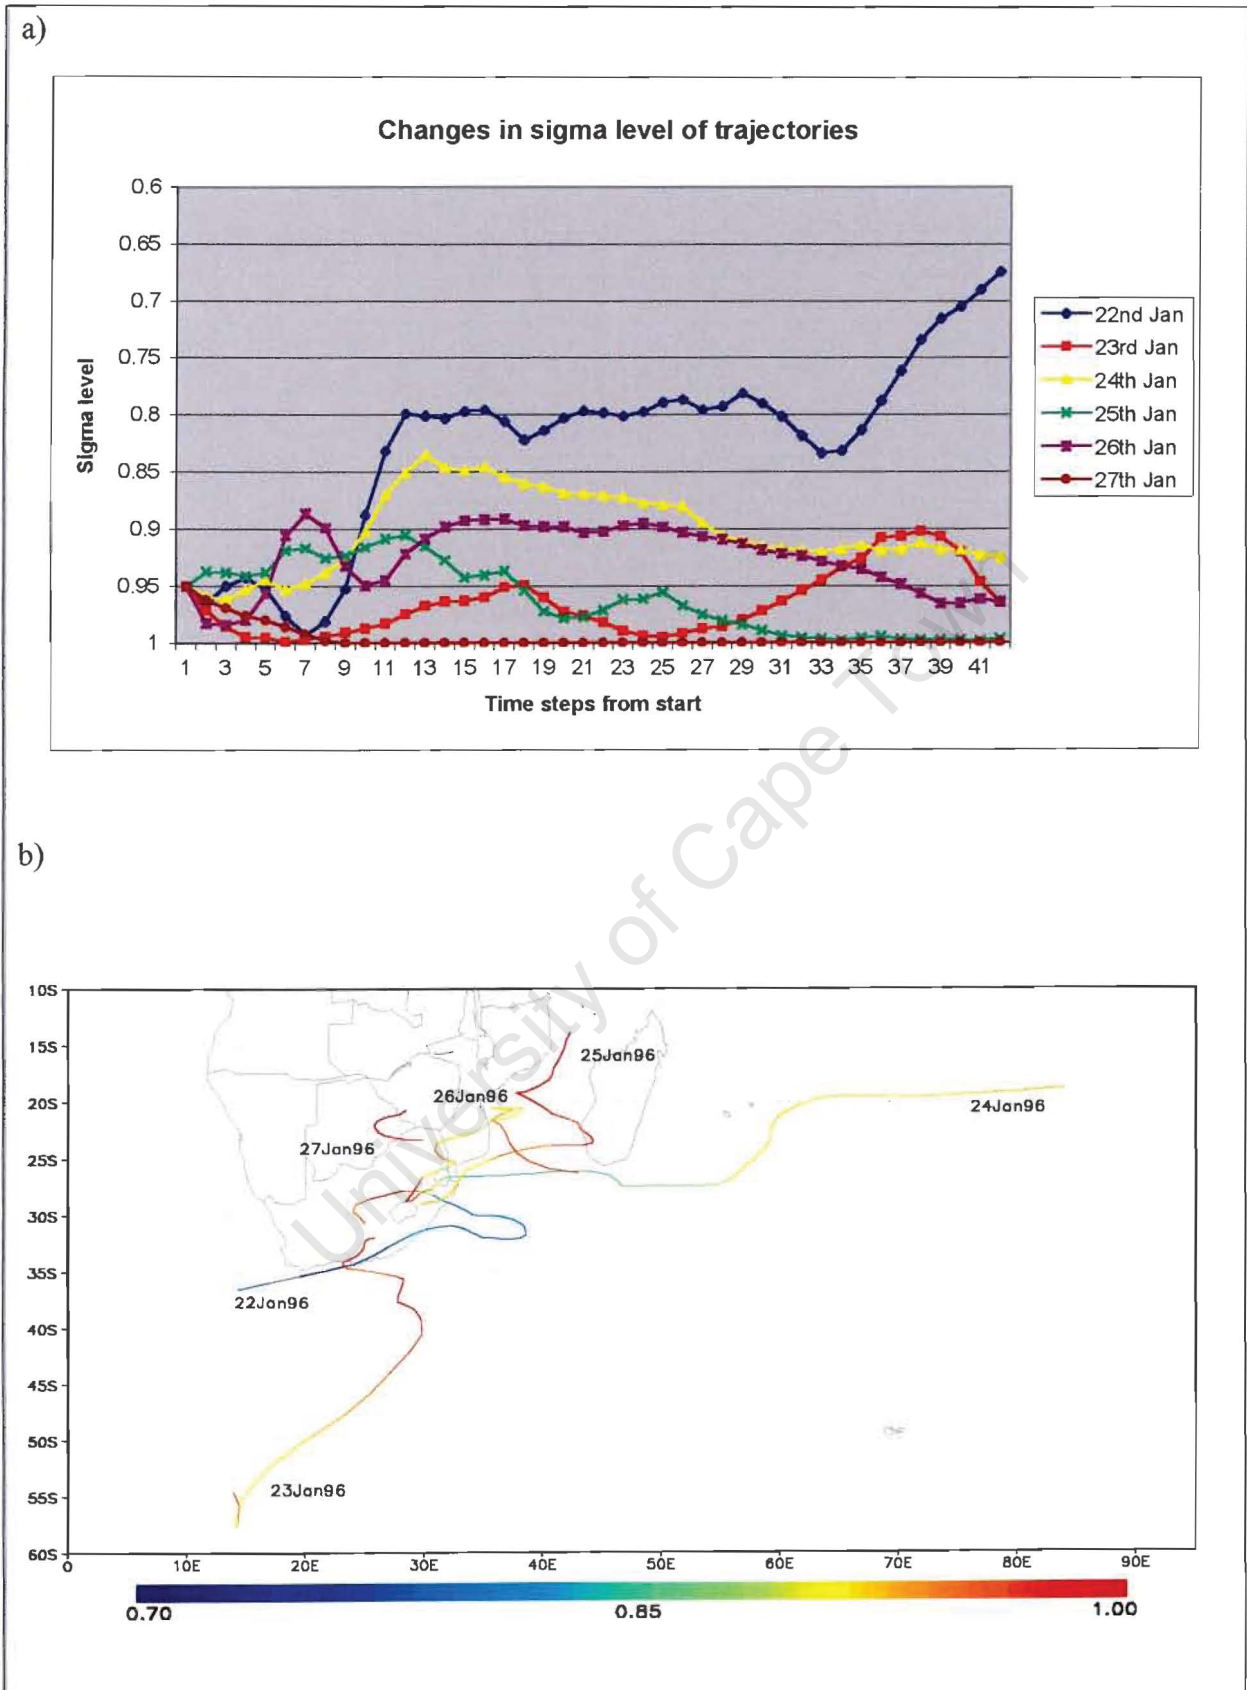 a)
Changes in sigma level of trajectories
0.6
0.65
0.7
0.75
0.8
0.85
0.9
0.95
1
Sigma level
1 3 5 7 9 11 13 15 17 19 21 23 25 27 29 31 33 35 37 39 41
Time steps from start
22nd Jan
23rd Jan
24th Jan
25th Jan
26th Jan
27th Jan
University of Cape Town
b)
10S
15S
20S
25S
30S
35S
40S
45S
50S
55S
60S
25Jan96
26Jan96
24Jan96
27Jan96
22Jan96
23Jan96
0 10E 20E 30E 40E 50E 60E 70E 80E 90E
0.70 0.85 1.00